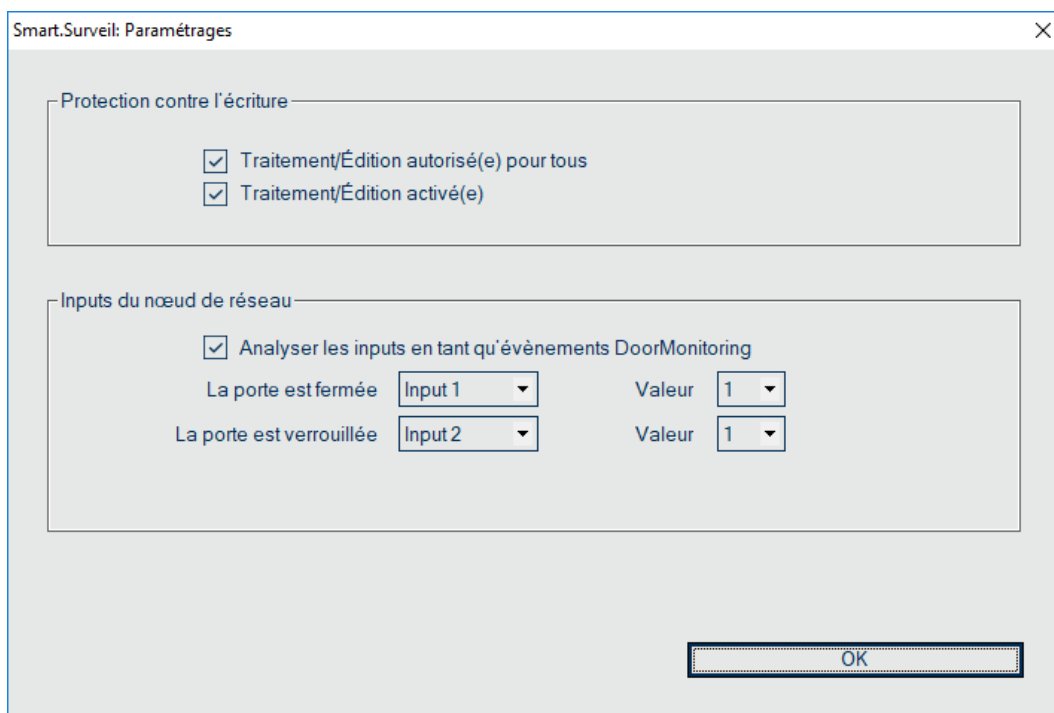 Smart.Surveil: Paramétrages
Protection contre l'écriture
Traitement/Édition autorisé(e) pour tous
Traitement/Édition activé(e)
Inputs du nœud de réseau
Analyser les inputs en tant qu'évènements DoorMonitoring
La porte est fermée Input 1 Valeur 1
La porte est verrouillée Input 2 Valeur 1
OK